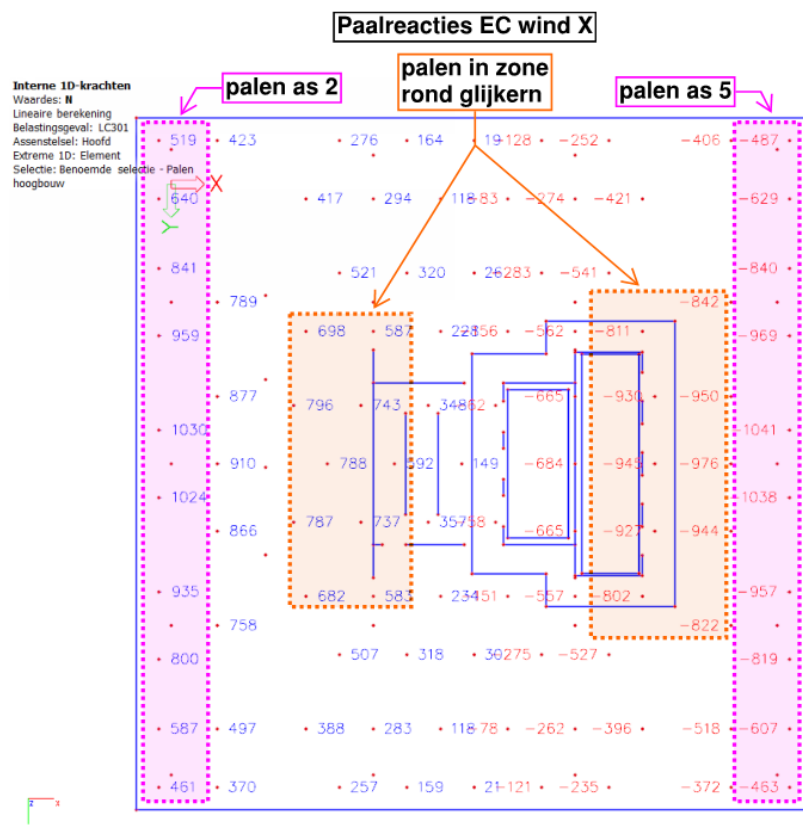 Paalreacties EC wind X
palen in zone
rond glijkern
palen as 2
palen as 5
Interne 1D-krachten
Waardes: N
Lineaire berekening
Belastingsgeval: LC301
Assenstelsel: Hoofd
Extreme 1D: Element
Selectie: Benoemde selectie - Palen
hoogbouw
X
Y
519 423 276 164 19 -128 -252 -406 -487
640 417 294 118 -83 -274 -421 -629
841 521 320 26 -283 -541 -840
789 -842
959 698 587 228 -562 -811 -969
877 -665 -930 -950
796 743 348
1030 -1041
910 788 149 -684 -945 -976
1024 -1038
787 737 357
866 -665 -927 -944
935 682 583 234 -557 -802 -957
758 -822
800 507 318 30 -275 -527 -819
587 497 388 283 118 -78 -262 -396 -518 -607
461 370 257 159 21 -121 -235 -372 -463
z x